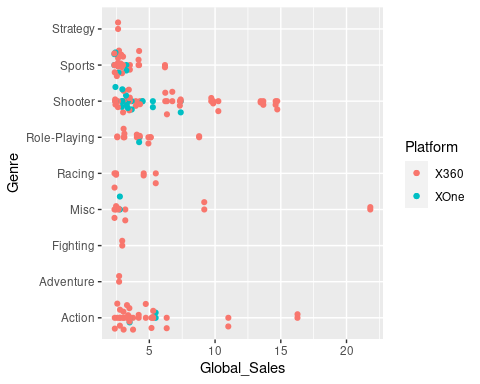 Strategy
Sports
Shooter
Role-Playing
Racing
Misc
Fighting
Adventure
Action
Genre
5
10
15
20
Global_Sales
Platform
X360
XOne